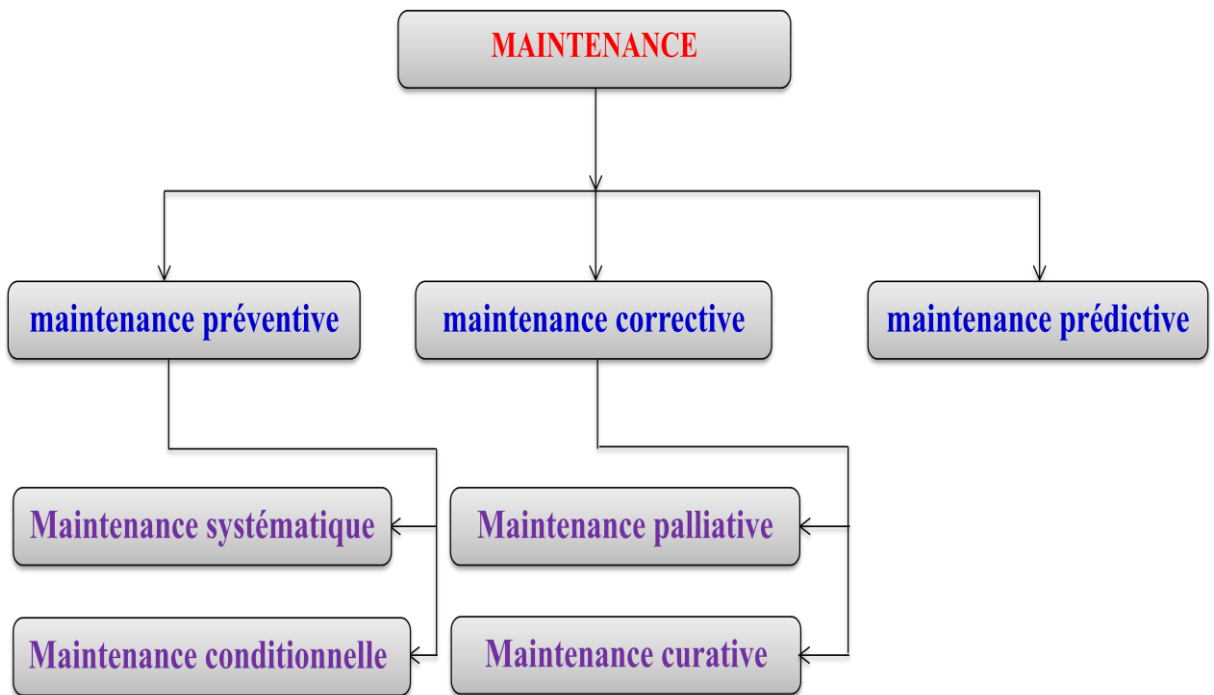 MAINTENANCE
maintenance préventive
maintenance corrective
maintenance prédictive
Maintenance systématique
Maintenance palliative
Maintenance conditionnelle
Maintenance curative